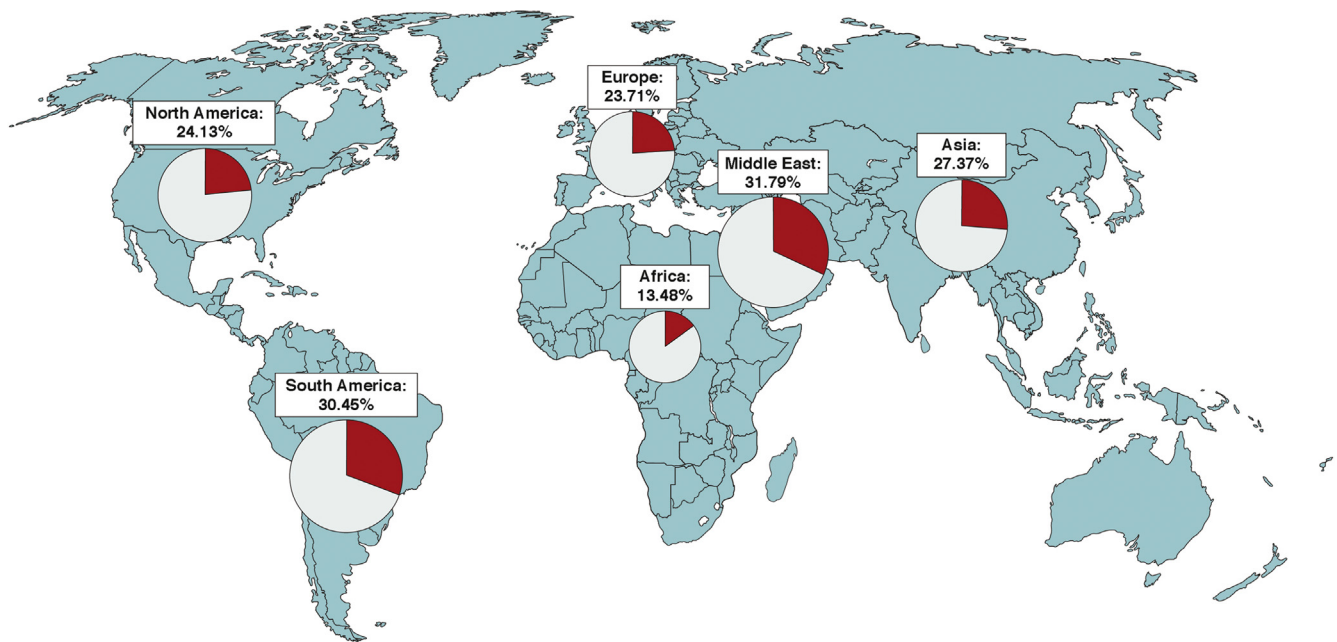 North America:
24.13%
Europe:
23.71%
Middle East:
31.79%
Asia:
27.37%
Africa:
13.48%
South America:
30.45%